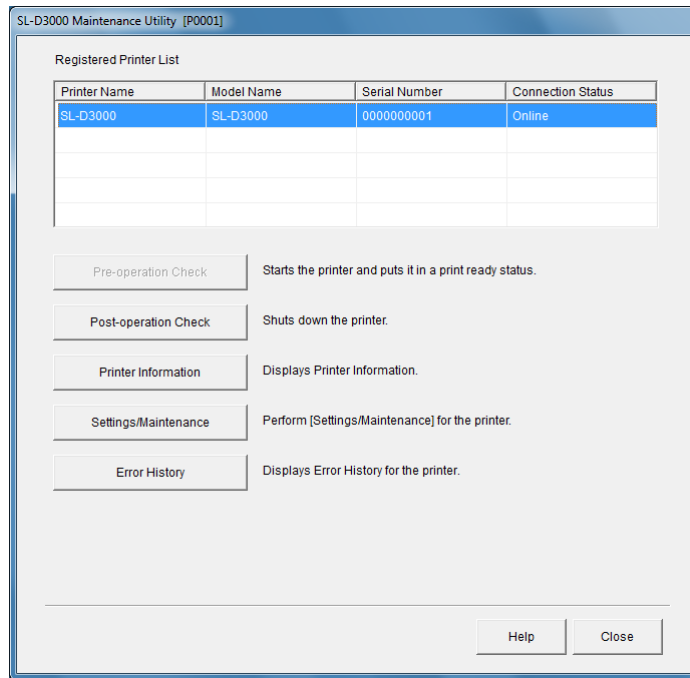 SL-D3000 Maintenance Utility [P0001]
Registered Printer List
Printer Name Model Name Serial Number Connection Status
SL-D3000 SL-D3000 0000000001 Online
Pre-operation Check Starts the printer and puts it in a print ready status.
Post-operation Check Shuts down the printer.
Printer Information Displays Printer Information.
Settings/Maintenance Perform [Settings/Maintenance] for the printer.
Error History Displays Error History for the printer.
Help Close